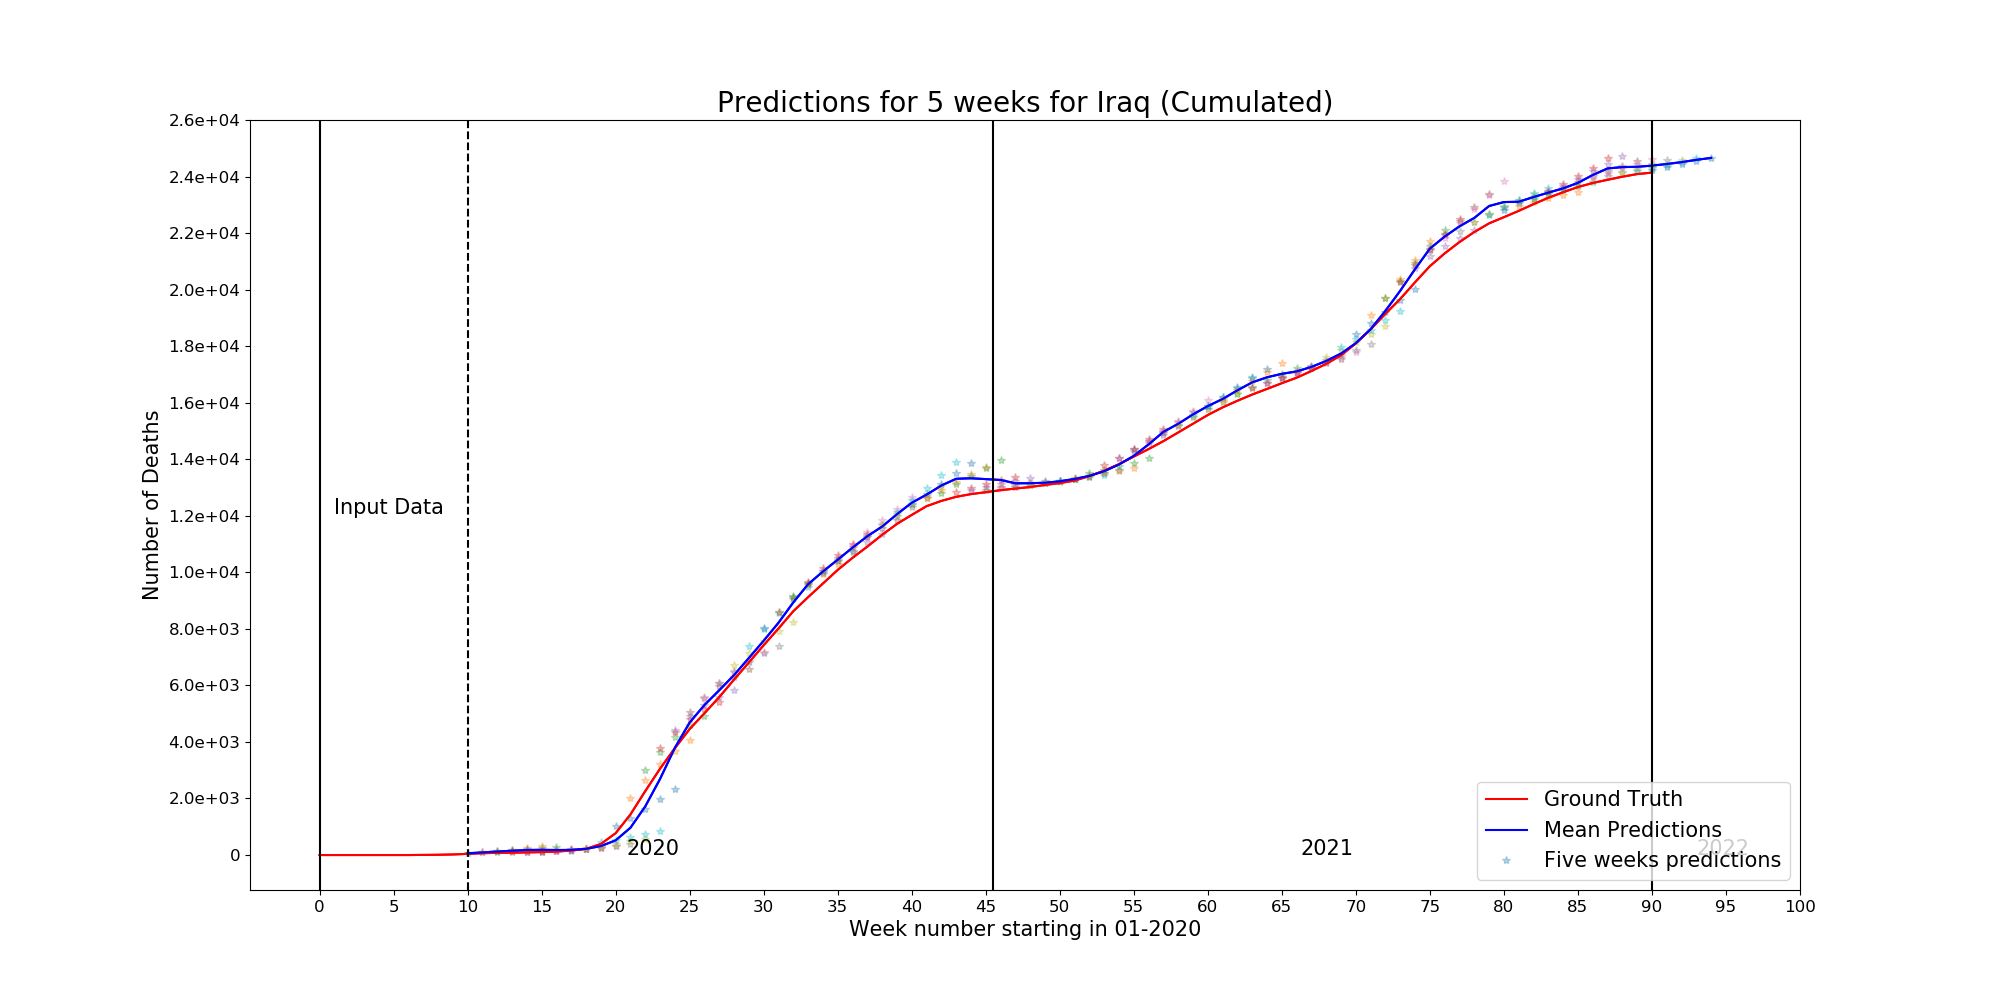 Predictions for 5 weeks for Iraq (Cumulated)
2.6e+04
2.4e+04
2.2e+04
2.0e+04
1.8e+04
1.6e+04
1.4e+04
1.2e+04
1.0e+04
8.0e+03
6.0e+03
4.0e+03
2.0e+03
0
Number of Deaths
Input Data
2020
2021
2022
Ground Truth
Mean Predictions
Five weeks predictions
0 5 10 15 20 25 30 35 40 45 50 55 60 65 70 75 80 85 90 95 100
Week number starting in 01-2020